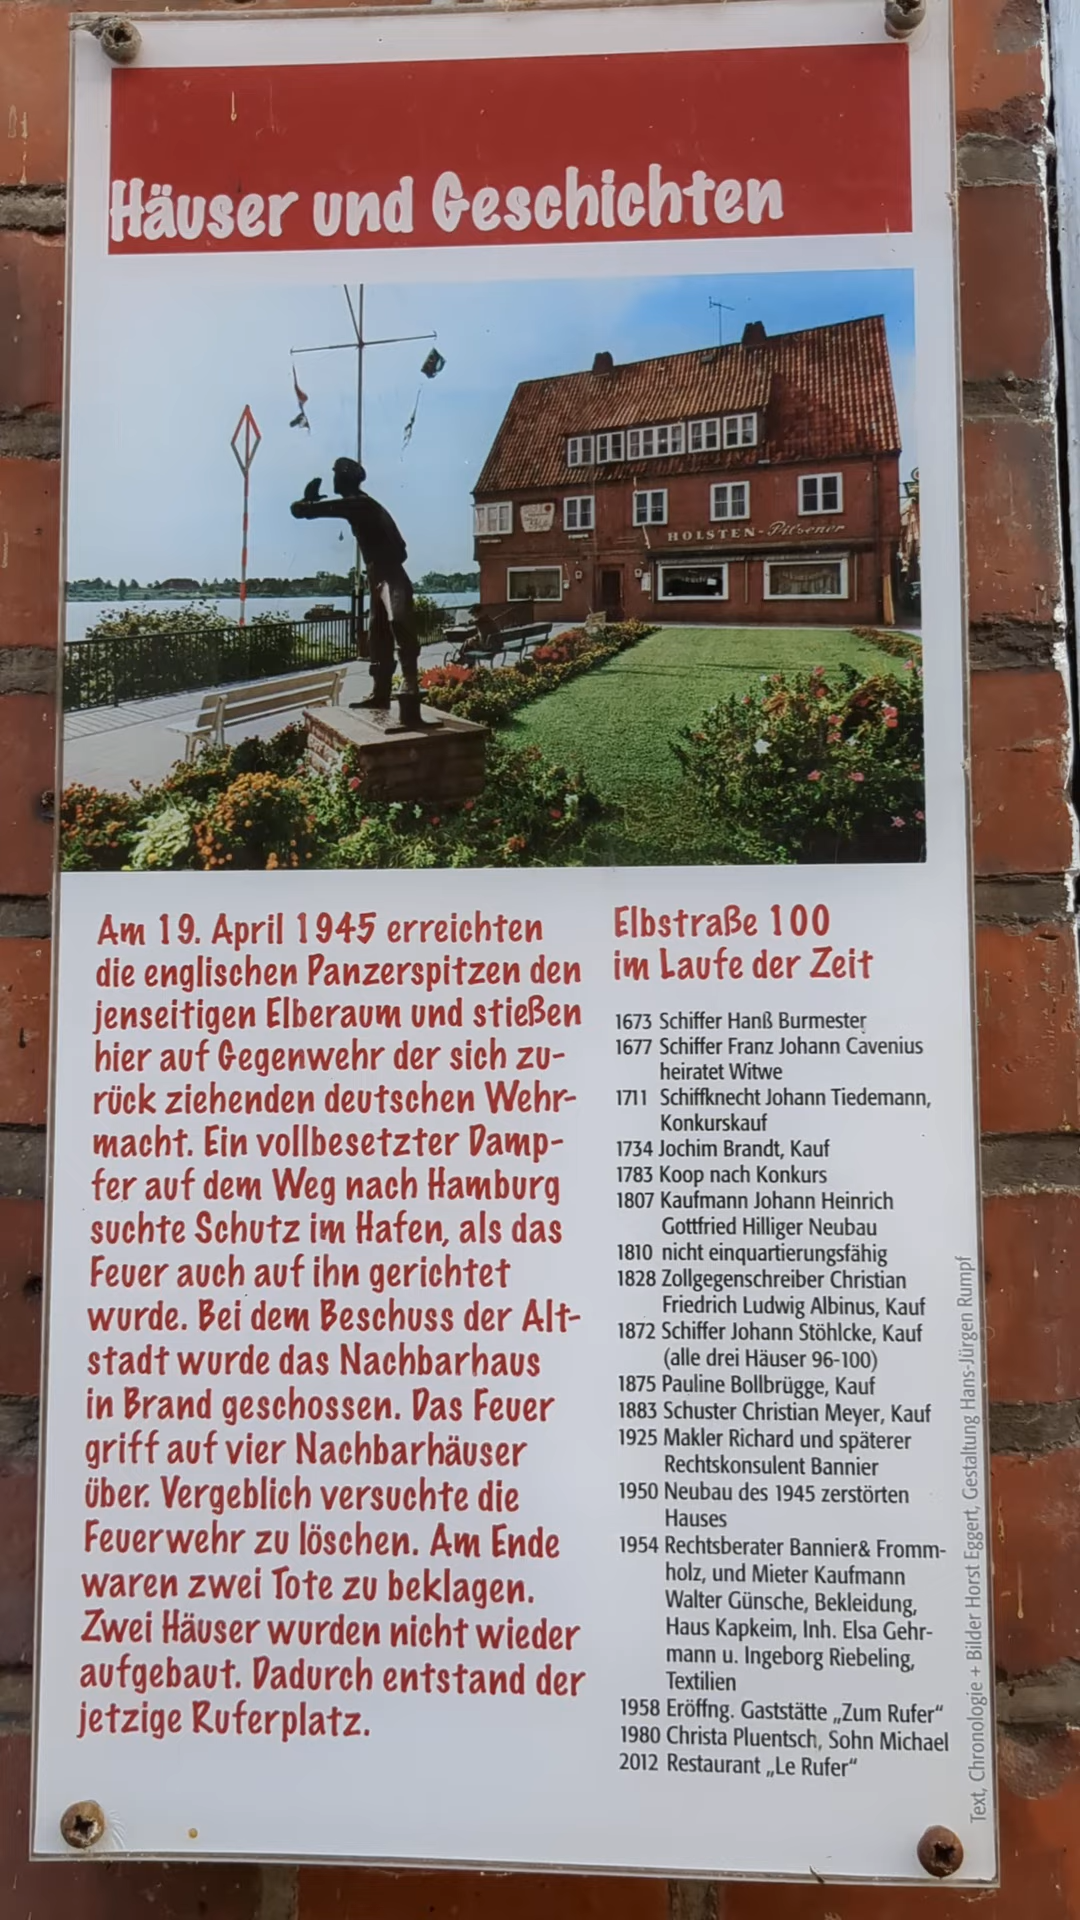 Häuser und Geschichten
HOLSTEN-Pilsener
Am 19. April 1945 erreichten
die englischen Panzerspitzen den
jenseitigen Elberaum und stießen
hier auf Gegenwehr der sich zu-
rück ziehenden deutschen Wehr-
macht. Ein vollbesetzter Damp-
fer auf dem Weg nach Hamburg
suchte Schutz im Hafen, als das
Feuer auch auf ihn gerichtet
wurde. Bei dem Beschuss der Alt-
stadt wurde das Nachbarhaus
in Brand geschossen. Das Feuer
griff auf vier Nachbarhäuser
über. Vergeblich versuchte die
Feuerwehr zu löschen. Am Ende
waren zwei Tote zu beklagen.
Zwei Häuser wurden nicht wieder
aufgebaut. Dadurch entstand der
jetzige Ruferplatz.
Elbstraße 100
im Laufe der Zeit
1673 Schiffer Hanß Burmester
1677 Schiffer Franz Johann Cavenius
heiratet Witwe
1711 Schiffknecht Johann Tiedemann,
Konkurskauf
1734 Jochim Brandt, Kauf
1783 Koop nach Konkurs
1807 Kaufmann Johann Heinrich
Gottfried Hilliger Neubau
1810 nicht einquartierungsfähig
1828 Zollgegenschreiber Christian
Friedrich Ludwig Albinus, Kauf
1872 Schiffer Johann Stöhlcke, Kauf
(alle drei Häuser 96-100)
1875 Pauline Bollbrügge, Kauf
1883 Schuster Christian Meyer, Kauf
1925 Makler Richard und späterer
Rechtskonsulent Bannier
1950 Neubau des 1945 zerstörten
Hauses
1954 Rechtsberater Bannier& Fromm-
holz, und Mieter Kaufmann
Walter Günsche, Bekleidung,
Haus Kapkeim, Inh. Elsa Gehr-
mann u. Ingeborg Riebeling,
Textilien
1958 Eröffng. Gaststätte „Zum Rufer“
1980 Christa Pluentsch, Sohn Michael
2012 Restaurant „Le Rufer“
Text, Chronologie + Bilder Horst Eggert, Gestaltung Hans-Jürgen Rumpf